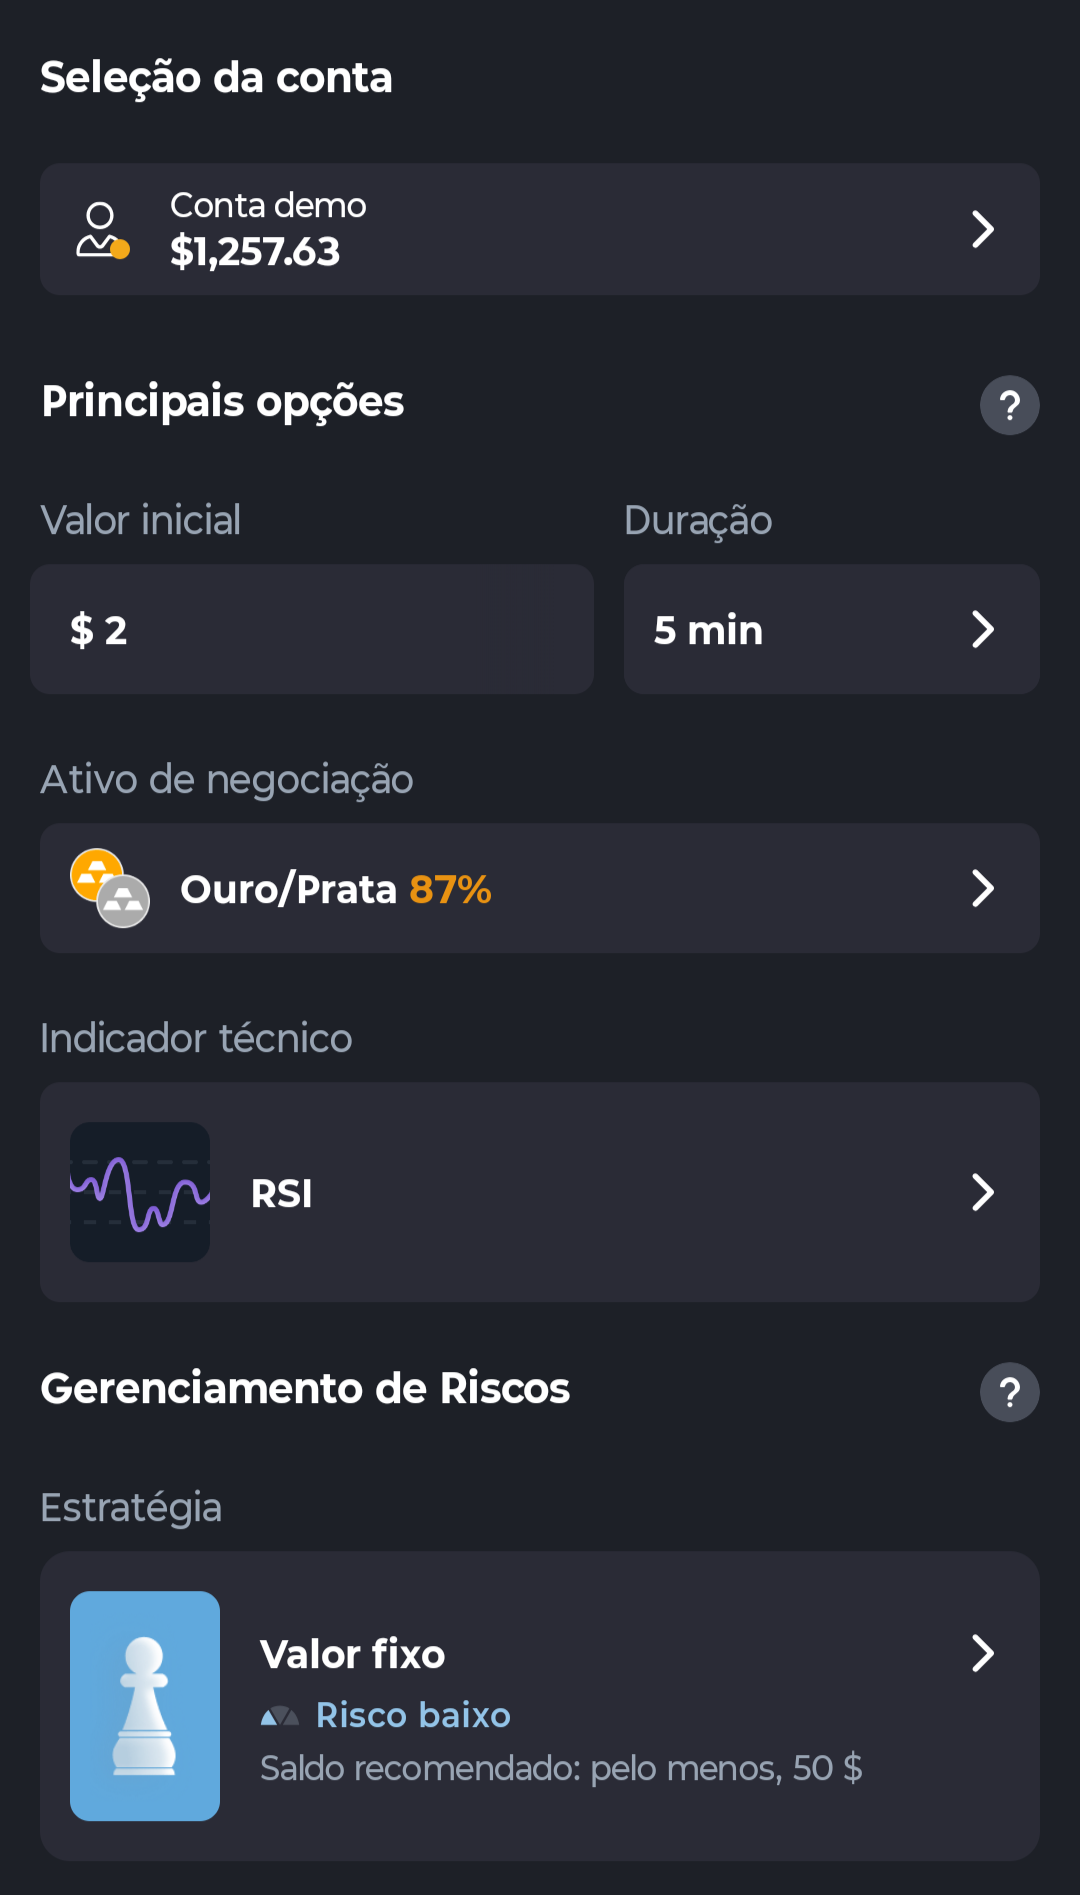 Seleção da conta
Conta demo
$1,257.63
Principais opções
?
Valor inicial
Duração
$ 2
5 min
Ativo de negociação
Ouro/Prata 87%
Indicador técnico
RSI
Gerenciamento de Riscos
?
Estratégia
Valor fixo
Risco baixo
Saldo recomendado: pelo menos, 50 $